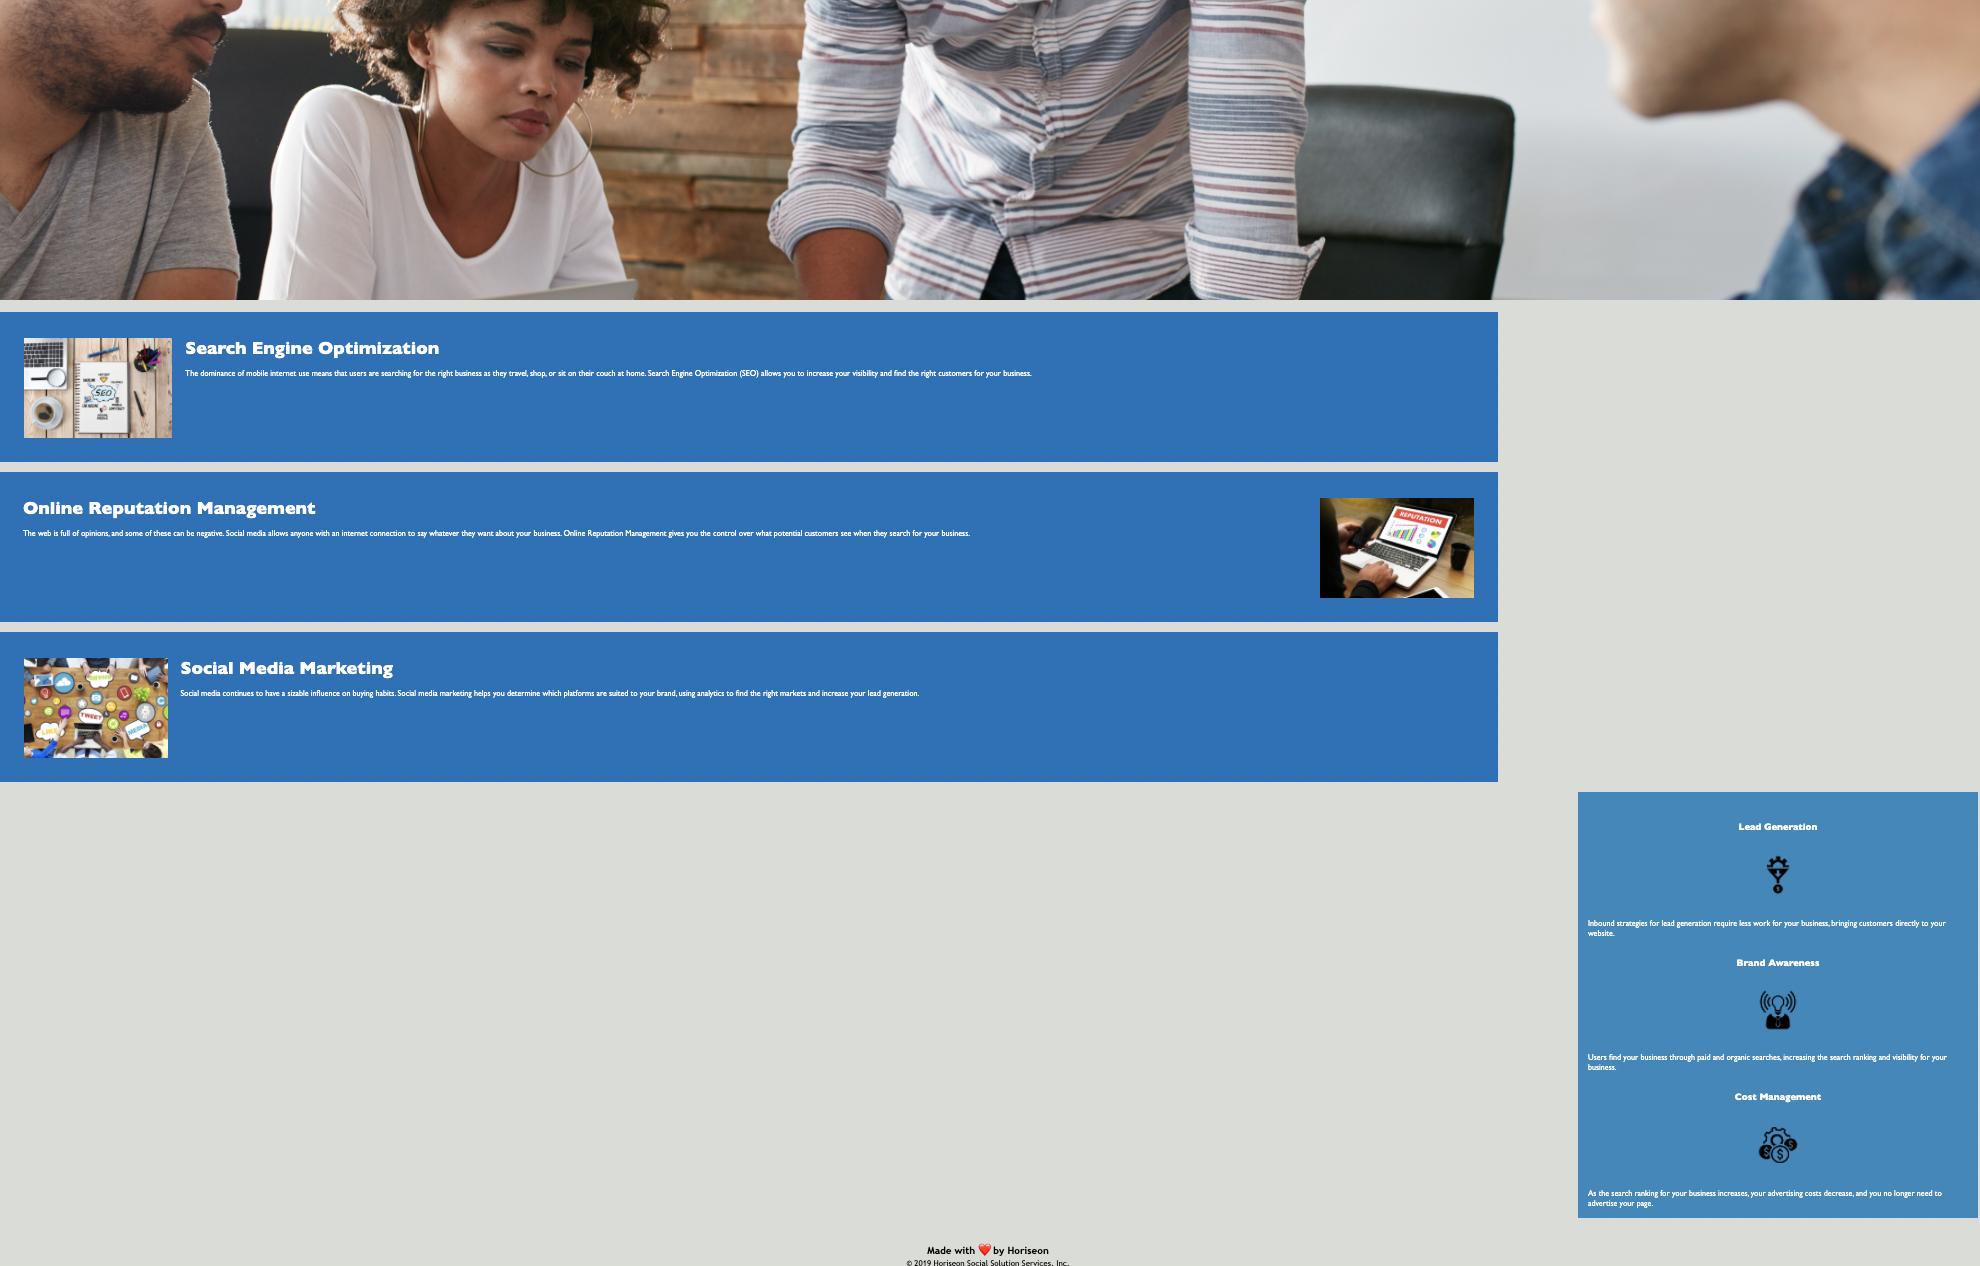 Search Engine Optimization
The dominance of mobile internet use means that users are searching for the right business as they travel, shop, or sit on their couch at home. Search Engine Optimization (SEO) allows you to increase your visibility and find the right customers for your business.
SEO
Online Reputation Management
REPUTATION
The web is full of opinions, and some of these can be negative. Social media allows anyone with an internet connection to say whatever they want about your business. Online Reputation Management gives you the control over what potential customers see when they search for your business.
Social Media Marketing
Social media continues to have a sizable influence on buying habits. Social media marketing helps you determine which platforms are suited to your brand, using analytics to find the right markets and increase your lead generation.
TWEET
LIKE
MEDIA
Lead Generation
Inbound strategies for lead generation require less work for your business, bringing customers directly to your
website.
Brand Awareness
Users find your business through paid and organic searches, increasing the search ranking and visibility for your
business.
Cost Management
As the search ranking for your business increases, your advertising costs decrease, and you no longer need to
advertise your page.
Made with ❤️ by Horiseon
© 2019 Horiseon Social Solution Services, Inc.